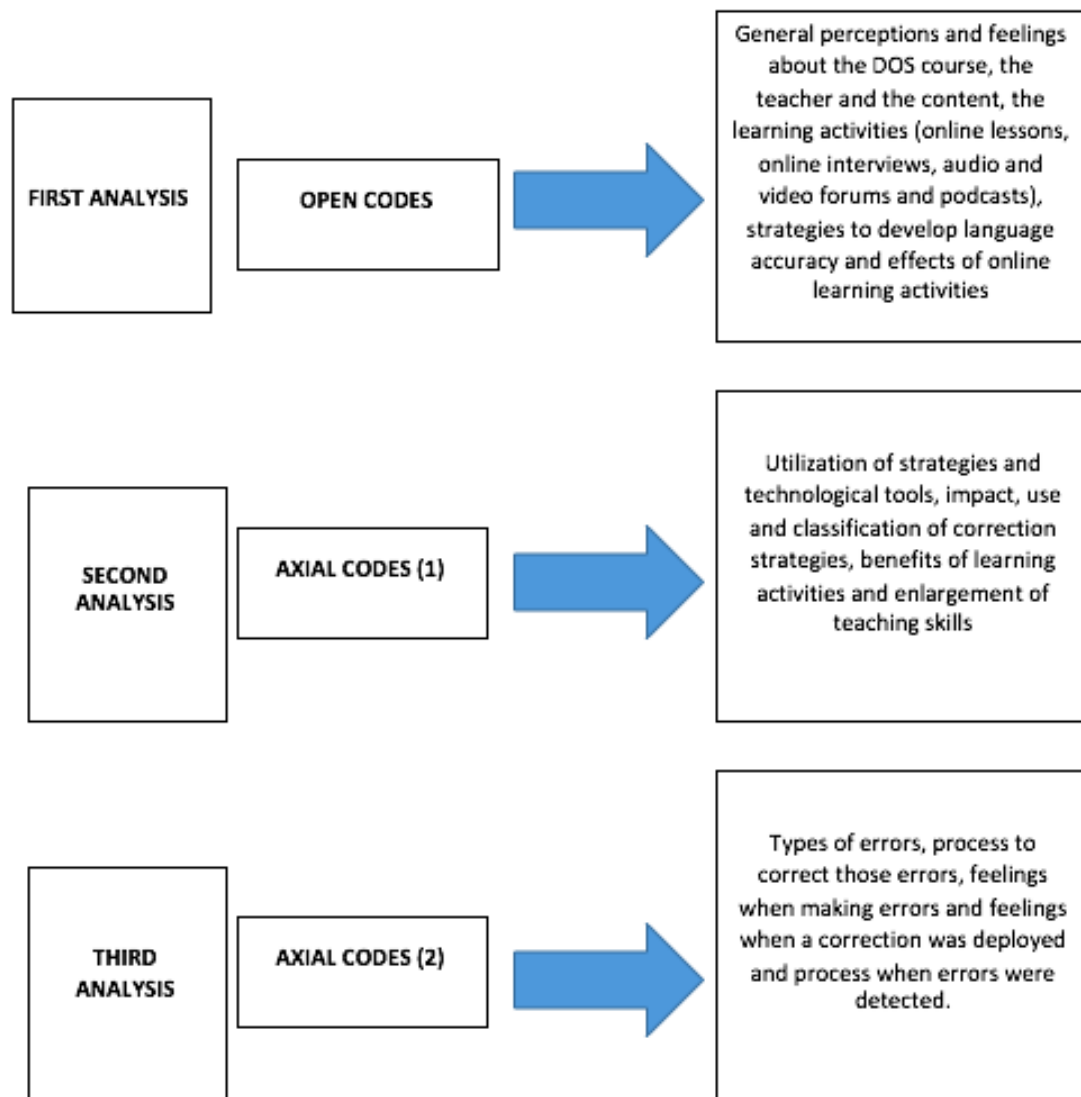 FIRST ANALYSIS
OPEN CODES
General perceptions and feelings
about the DOS course, the
teacher and the content, the
learning activities (online lessons,
online interviews, audio and
video forums and podcasts),
strategies to develop language
accuracy and effects of online
learning activities
SECOND
ANALYSIS
AXIAL CODES (1)
Utilization of strategies and
technological tools, impact, use
and classification of correction
strategies, benefits of learning
activities and enlargement of
teaching skills
THIRD
ANALYSIS
AXIAL CODES (2)
Types of errors, process to
correct those errors, feelings
when making errors and feelings
when a correction was deployed
and process when errors were
detected.